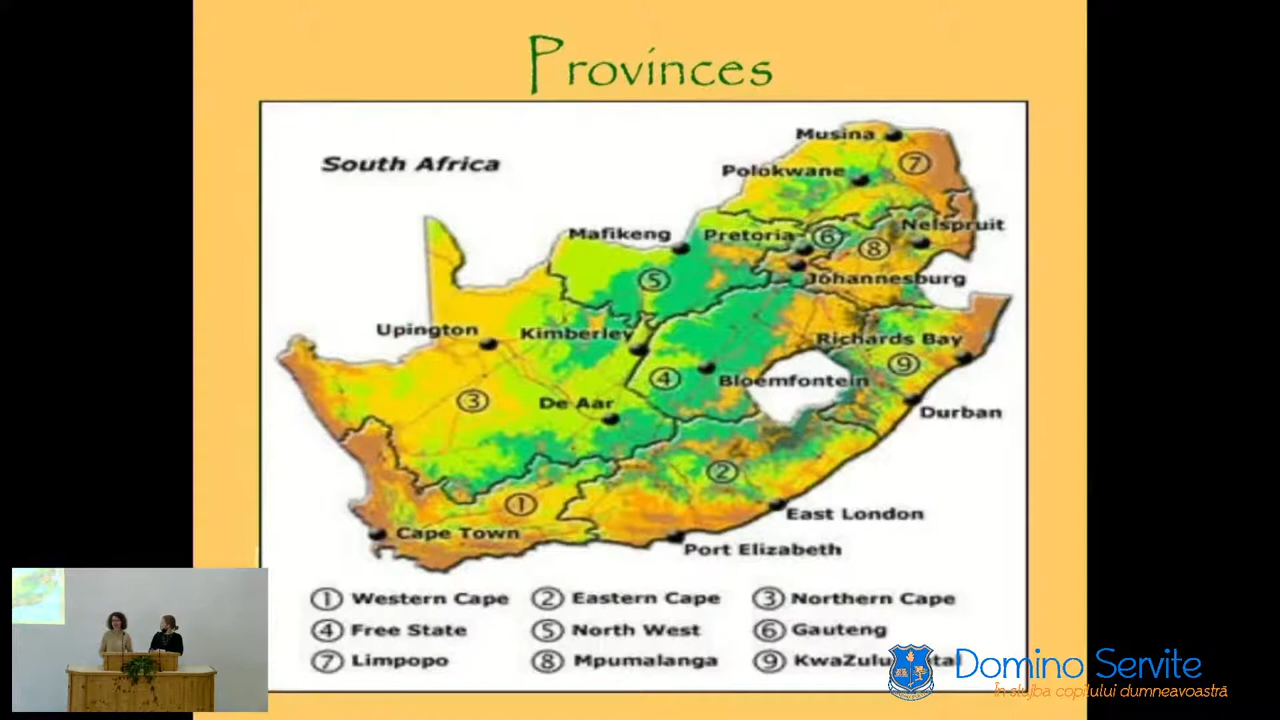 Provinces
South Africa
Musina
7
Polokwane
Mafikeng
Pretoria
6
Nelspruit
8
5
Johannesburg
Upington
Kimberley
Richards Bay
9
4
Bloemfontein
3
De Aar
Durban
2
1
East London
Cape Town
Port Elizabeth
1 Western Cape 2 Eastern Cape 3 Northern Cape
4 Free State 5 North West 6 Gauteng
7 Limpopo 8 Mpumalanga 9
Domino Servite
În slujba copilului dumneavoastră